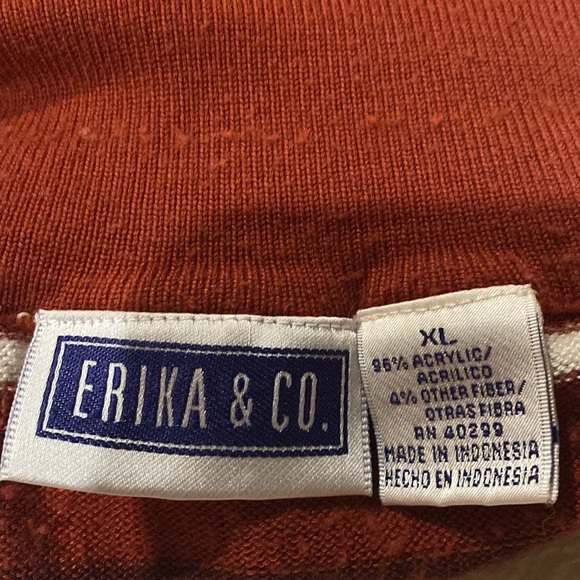 ERIKA & CO.
XL
96% ACRYLIC/
ACRILICO
4% OTHER FIBER/
OTRAS FIBRA
RN 40299
MADE IN INDONESIA
HECHO EN INDONESIA